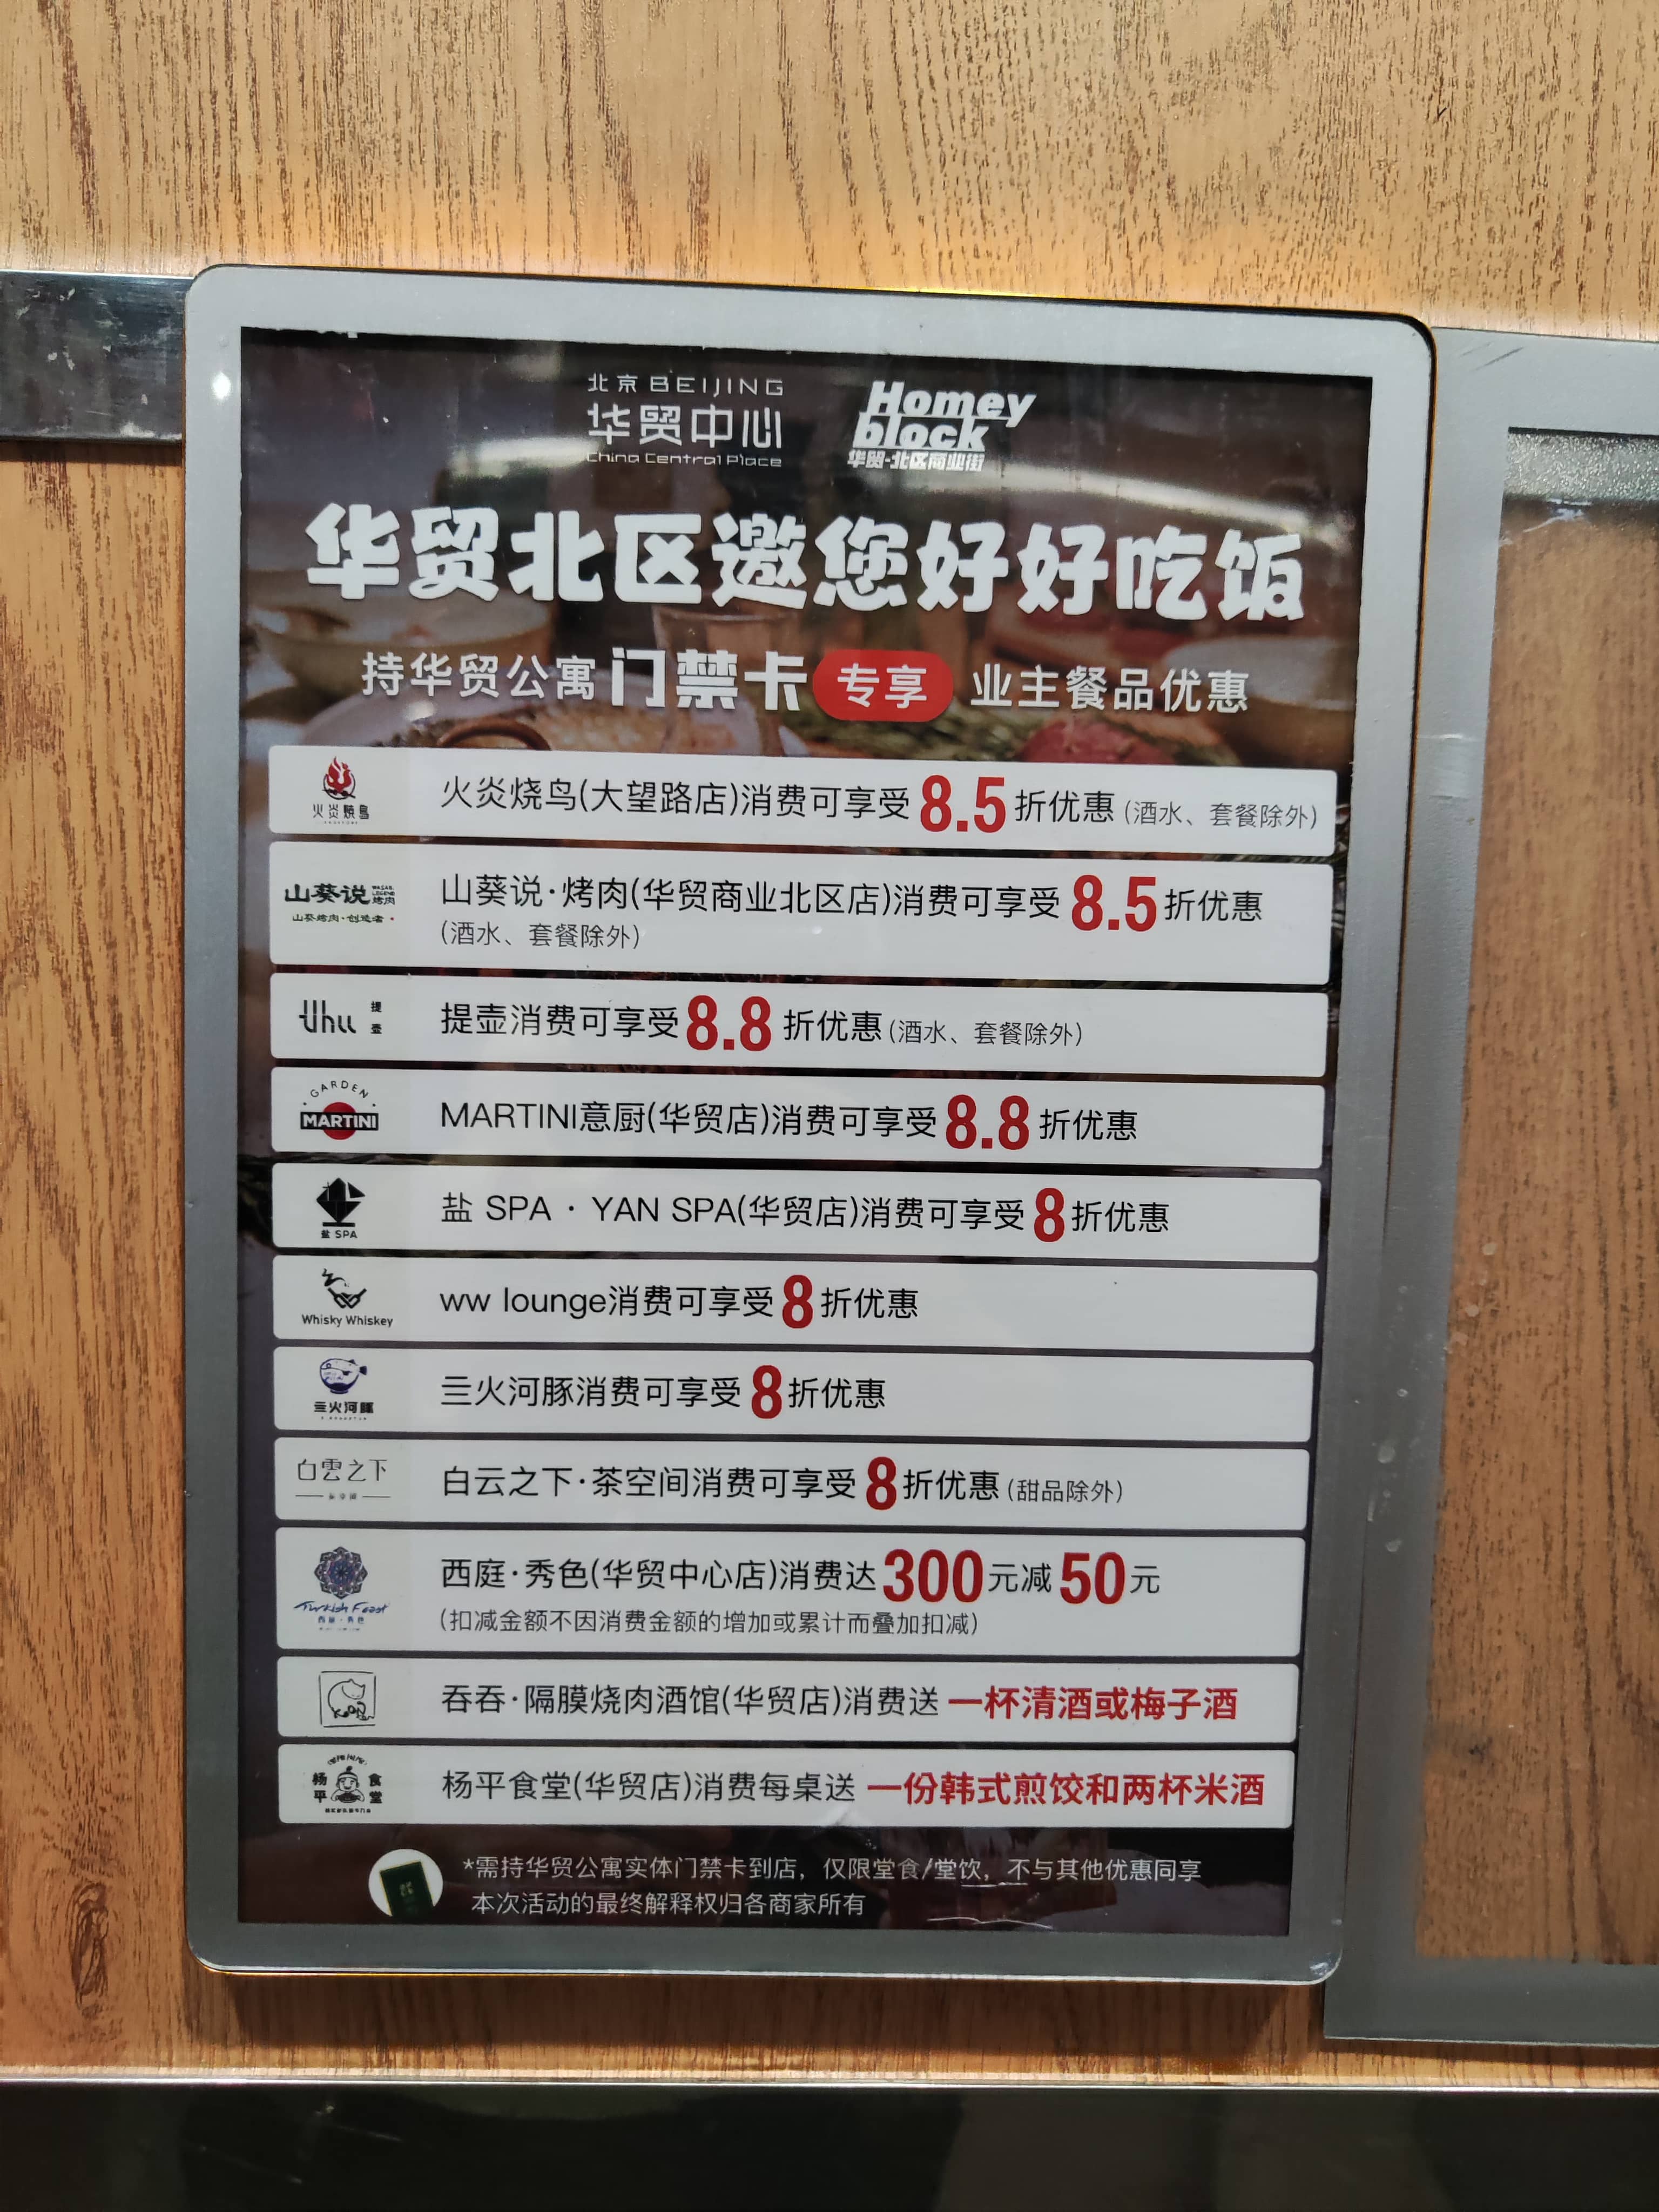 北京 BEIJING
华贸中心
China Central Place
Homey
block
华贸·北区商业街
华贸北区邀您好好吃饭
持华贸公寓门禁卡 专享 业主餐品优惠
火炎烧鸟
火炎烧鸟(大望路店)消费可享受8.5折优惠(酒水、套餐除外)
山葵说 烤肉
山葵烤肉·创造者
山葵说·烤肉(华贸商业北区店)消费可享受8.5折优惠
(酒水、套餐除外)
tihu 提壶
提壶消费可享受8.8折优惠(酒水、套餐除外)
GARDEN
MARTINI
MARTINI意厨(华贸店)消费可享受8.8折优惠
盐 SPA
盐 SPA · YAN SPA(华贸店)消费可享受8折优惠
Whisky Whiskey
ww lounge消费可享受8折优惠
亖火河豚
亖火河豚消费可享受8折优惠
白雲之下
白云之下·茶空间消费可享受8折优惠(甜品除外)
Turkish Feast
西庭·秀色
西庭·秀色(华贸中心店)消费达300元减50元
(扣减金额不因消费金额的增加或累计而叠加扣减)
吞吞·隔膜烧肉酒馆(华贸店)消费送 一杯清酒或梅子酒
杨平食堂
杨平食堂(华贸店)消费每桌送 一份韩式煎饺和两杯米酒
*需持华贸公寓实体门禁卡到店，仅限堂食/堂饮，不与其他优惠同享
本次活动的最终解释权归各商家所有